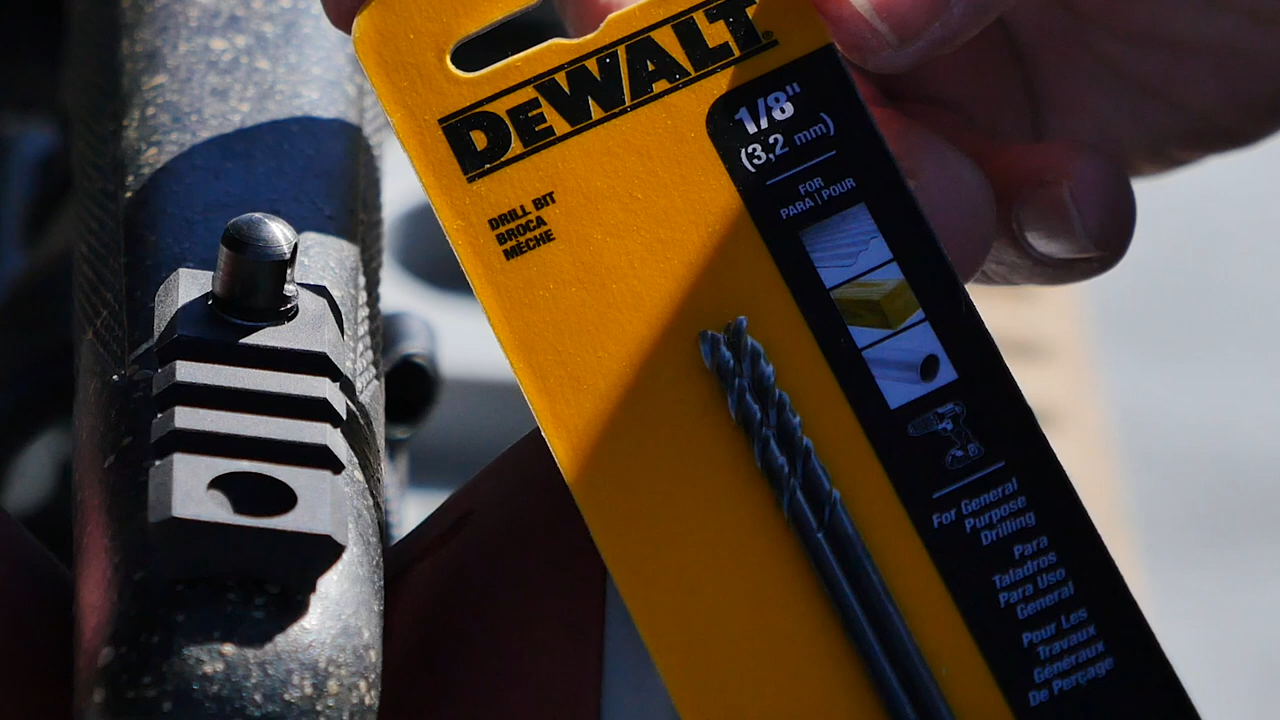 DEWALT®
1/8"
(3,2 mm)
FOR
PARA | POUR
DRILL BIT
BROCA
MÈCHE
For General
Purpose
Drilling
Para
Taladros
Para Uso
General
Pour Les
Travaux
Généraux
De Perçage